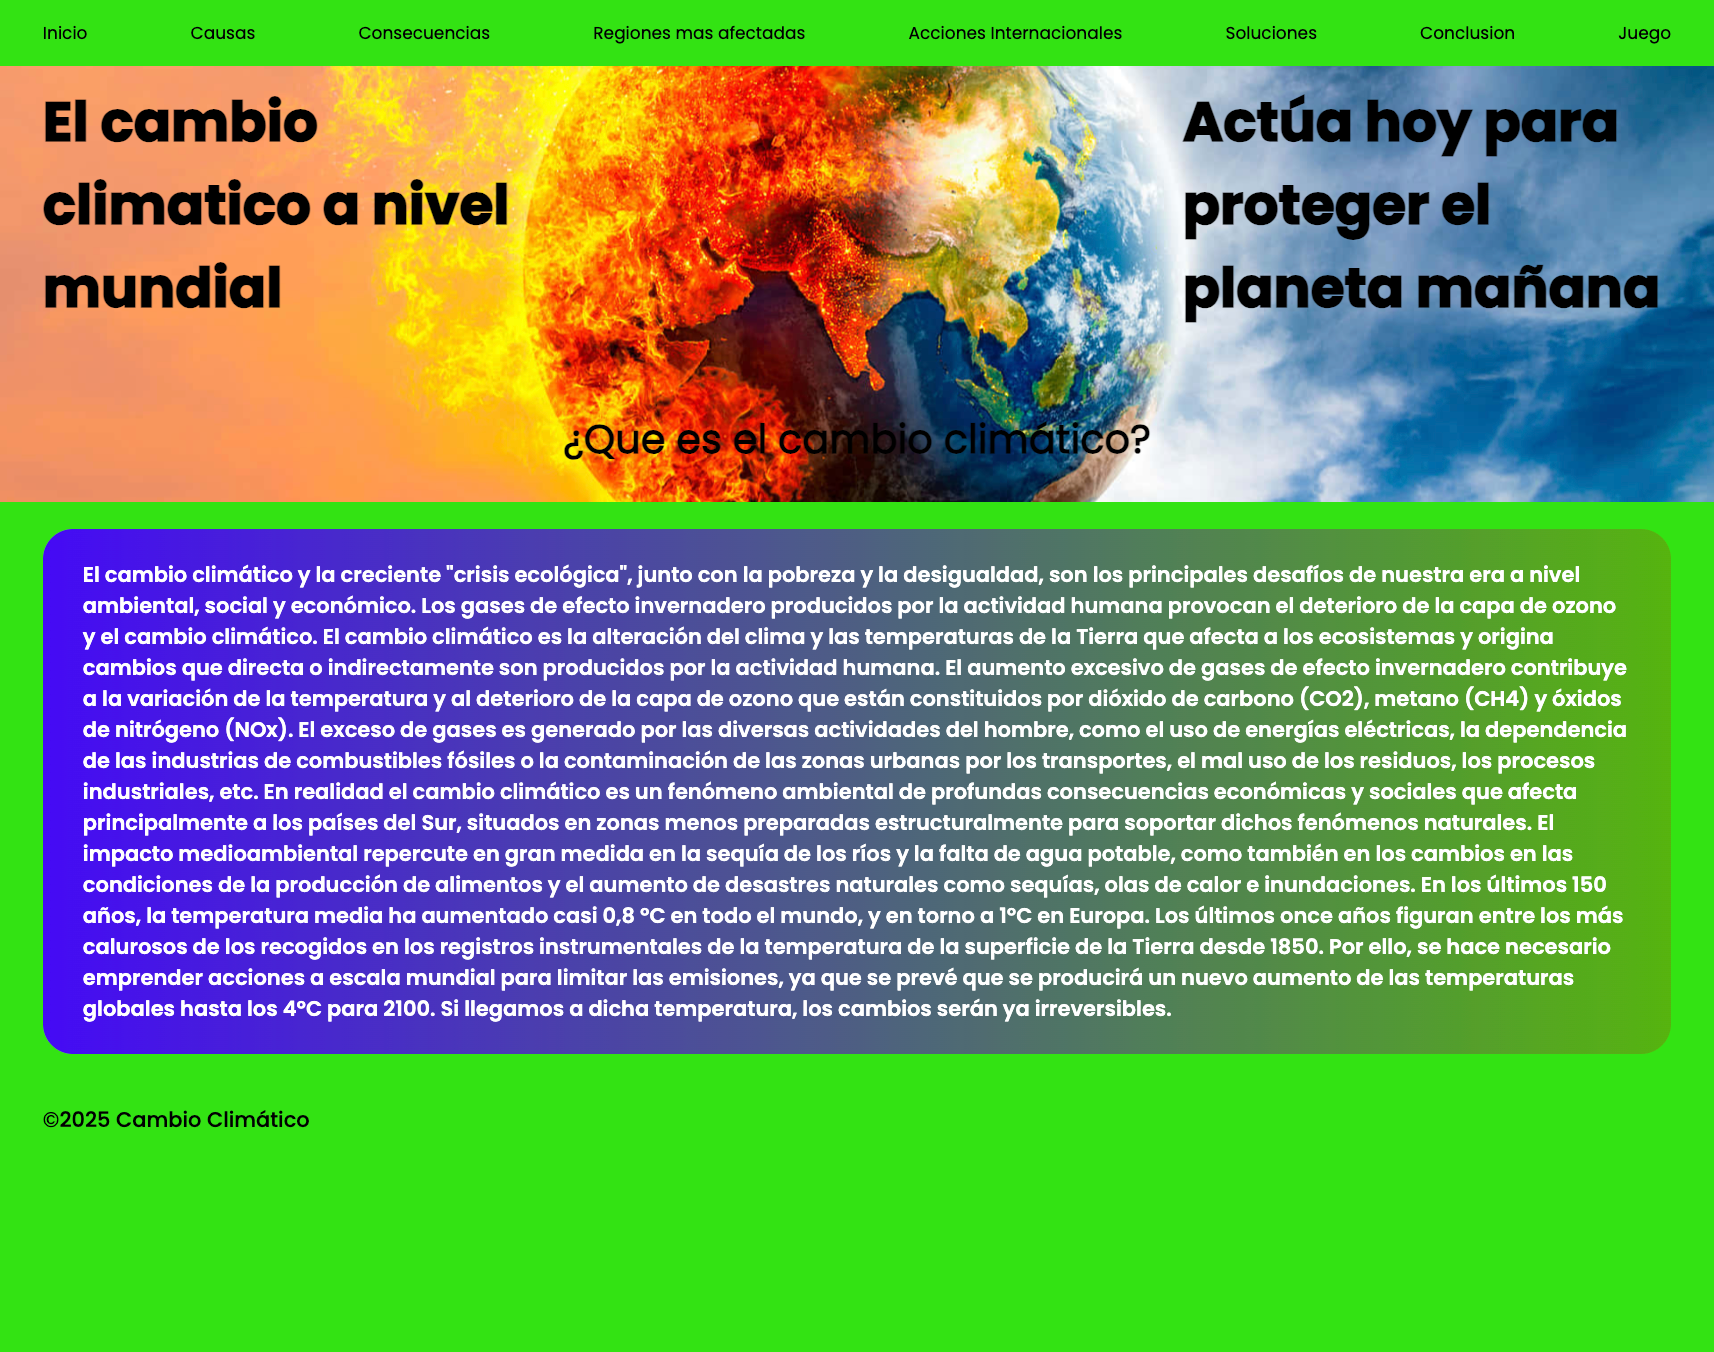 Inicio Causas Consecuencias Regiones mas afectadas Acciones Internacionales Soluciones Conclusion Juego
El cambio
climatico a nivel
mundial
Actúa hoy para
proteger el
planeta mañana
¿Que es el cambio climático?
El cambio climático y la creciente "crisis ecológica", junto con la pobreza y la desigualdad, son los principales desafíos de nuestra era a nivel
ambiental, social y económico. Los gases de efecto invernadero producidos por la actividad humana provocan el deterioro de la capa de ozono
y el cambio climático. El cambio climático es la alteración del clima y las temperaturas de la Tierra que afecta a los ecosistemas y origina
cambios que directa o indirectamente son producidos por la actividad humana. El aumento excesivo de gases de efecto invernadero contribuye
a la variación de la temperatura y al deterioro de la capa de ozono que están constituidos por dióxido de carbono (CO2), metano (CH4) y óxidos
de nitrógeno (NOx). El exceso de gases es generado por las diversas actividades del hombre, como el uso de energías eléctricas, la dependencia
de las industrias de combustibles fósiles o la contaminación de las zonas urbanas por los transportes, el mal uso de los residuos, los procesos
industriales, etc. En realidad el cambio climático es un fenómeno ambiental de profundas consecuencias económicas y sociales que afecta
principalmente a los países del Sur, situados en zonas menos preparadas estructuralmente para soportar dichos fenómenos naturales. El
impacto medioambiental repercute en gran medida en la sequía de los ríos y la falta de agua potable, como también en los cambios en las
condiciones de la producción de alimentos y el aumento de desastres naturales como sequías, olas de calor e inundaciones. En los últimos 150
años, la temperatura media ha aumentado casi 0,8 ºC en todo el mundo, y en torno a 1ºC en Europa. Los últimos once años figuran entre los más
calurosos de los recogidos en los registros instrumentales de la temperatura de la superficie de la Tierra desde 1850. Por ello, se hace necesario
emprender acciones a escala mundial para limitar las emisiones, ya que se prevé que se producirá un nuevo aumento de las temperaturas
globales hasta los 4ºC para 2100. Si llegamos a dicha temperatura, los cambios serán ya irreversibles.
©2025 Cambio Climático